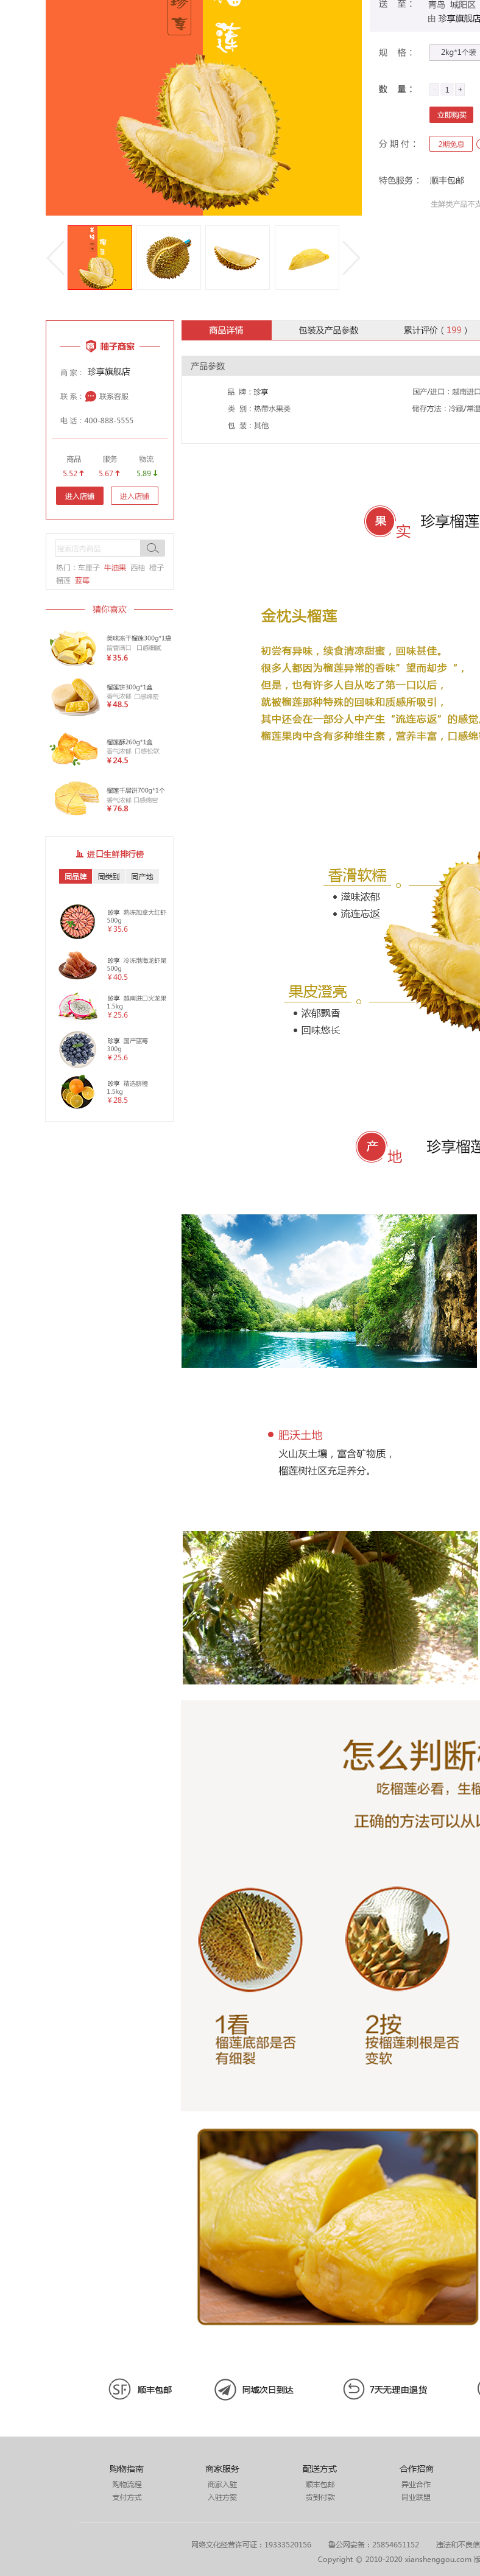 送 至：
青岛 城阳区
由 珍享旗舰店
珍享
榴莲
规 格：
2kg*1个装
数 量：
- 1 +
立即购买
分 期 付：
2期免息
特色服务：
顺丰包邮
柚子商家
商 家： 珍享旗舰店
联 系： 联系客服
电 话：400-888-5555
商品 服务 物流
5.52 5.67 5.89
进入店铺 进入店铺
搜索店内商品
热门：车厘子 牛油果 西柚 橙子
榴莲 蓝莓
猜你喜欢
美味冻干榴莲300g*1袋
¥ 35.6
榴莲饼300g*1盒
香气浓郁 口感绵密
¥ 48.5
榴莲酥260g*1盒
香气浓郁 口感松软
¥ 24.5
榴莲千层饼700g*1个
香气浓郁 口感绵密
¥ 76.8
进口生鲜排行榜
同品牌 同类别 同产地
珍享 熟冻加拿大红虾
500g
¥ 35.6
珍享 冷冻渤海龙虾尾
500g
¥ 40.5
珍享 越南进口火龙果
1.5kg
¥ 25.6
珍享 国产蓝莓
300g
¥ 25.6
珍享 精选脐橙
1.5kg
¥ 28.5
商品详情 包装及产品参数 累计评价（199）
产品参数
品 牌：珍享 国产/进口：越南进口
类 别：热带水果类
包 装：其他
果
实
珍享榴莲
金枕头榴莲
初尝有异味，续食清凉甜蜜，回味甚佳。
很多人都因为榴莲异常的香味”望而却步“，
但是，也有许多人自从吃了第一口以后，
就被榴莲那种特殊的回味和质感所吸引，
其中还会在一部分人中产生“流连忘返”的感觉
榴莲果肉中含有多种维生素，营养丰富，口感绵
香滑软糯
滋味浓郁
流连忘返
果皮澄亮
浓郁飘香
回味悠长
产
地
珍享榴莲
肥沃土地
火山灰土壤，富含矿物质，
榴莲树社区充足养分。
怎么判断
吃榴莲必看，生榴
正确的方法可以从以
1看
榴莲底部是否
有细裂
2按
按榴莲刺根是否
变软
SF 顺丰包邮 同城次日到达 7天无理由退货
购物指南 商家服务 配送方式 合作招商
购物流程 商家入驻 顺丰包邮 异业合作
支付方式 入驻方案 货到付款 同业联盟
网络文化经营许可证：19333520156 鲁公网安备：25854651152 违法和不良信
Copyright © 2010-2020 xianshenggou.com 版